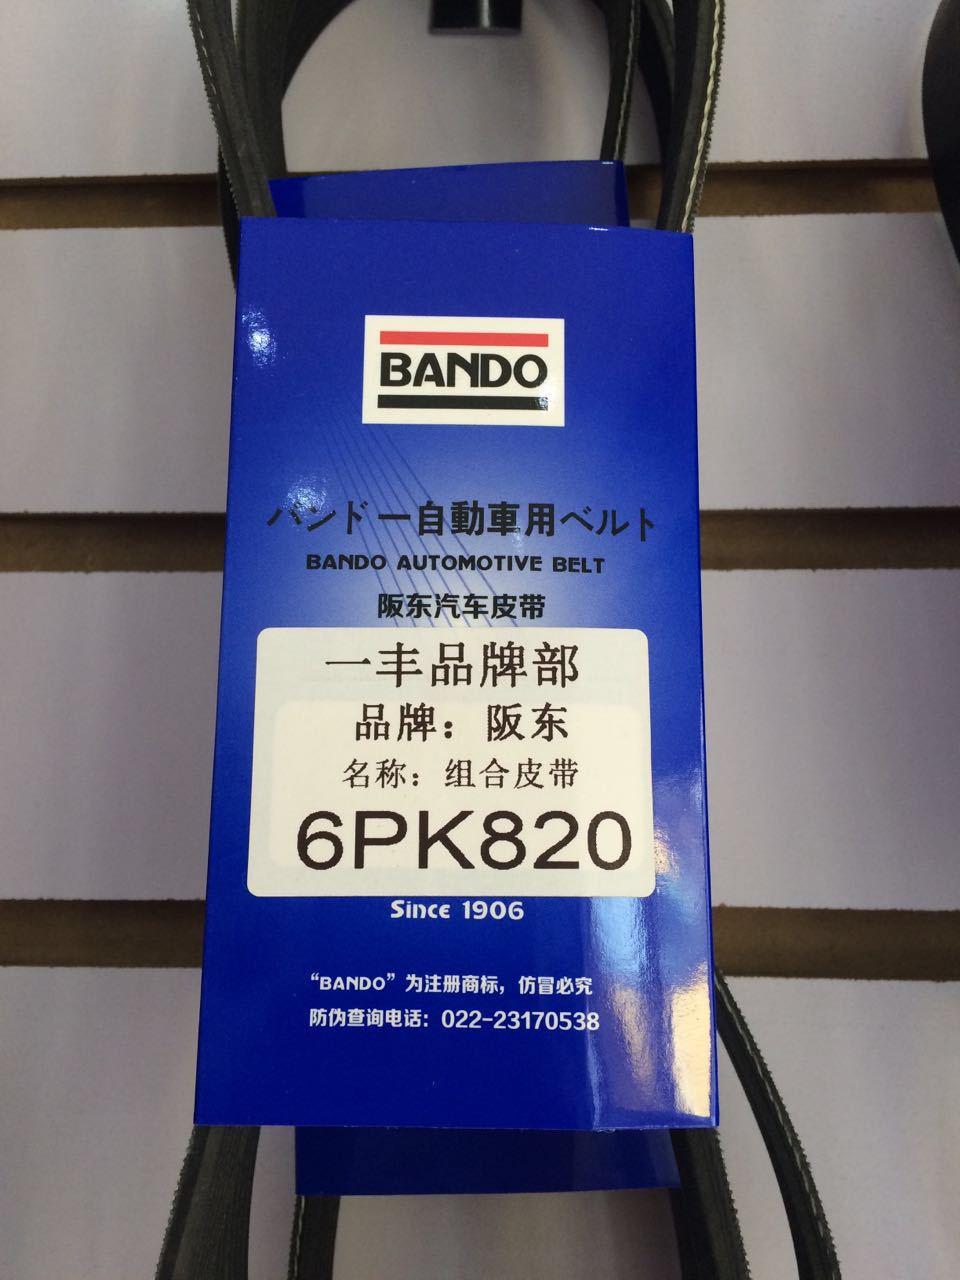 BANDO
バンドー自動車用ベルト
BANDO AUTOMOTIVE BELT
阪东汽车皮带
一丰品牌部
品牌：阪东
名称：组合皮带
6PK820
Since 1906
“BANDO”为注册商标，仿冒必究
防伪查询电话：022-23170538